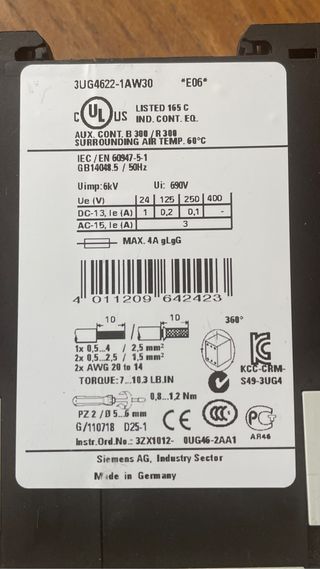 3UG4622-1AW30 *E06*
C UL US LISTED 165 C
IND. CONT. EQ.
AUX. CONT. B 300 / R 300
SURROUNDING AIR TEMP. 60°C
IEC / EN 60947-5-1
GB14048.5 / 50Hz
Uimp: 6kV Ui: 690V
Ue (V) 24 125 250 400
DC-13, Ie (A) 1 0,2 0,1 -
AC-15, Ie (A) 3
MAX. 4A gLgG
4 011209 642423
10 / 10 360°
1x 0,5...4 / 2,5 mm²
2x 0,5...2,5 / 1,5 mm²
2x AWG 20 to 14
KCC-CRM-
S49-3UG4
TORQUE: 7...10.3 LB.IN
0,8...1,2 Nm
PZ 2 / Ø 5...6 mm
CE CCC
AR46
G/110718 D25-1
Instr.Ord.No.: 3ZX1012- 0UG46-2AA1
Siemens AG, Industry Sector
Made in Germany